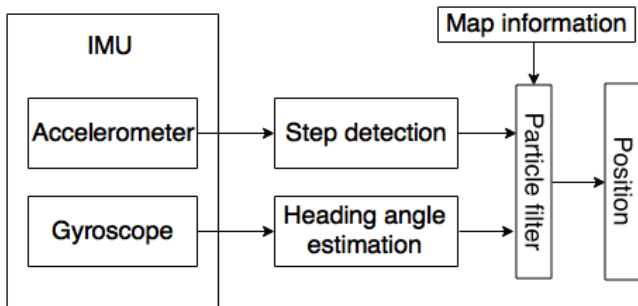 Map information
IMU
Accelerometer
Step detection
Gyroscope
Heading angle
estimation
Particle filter
Position